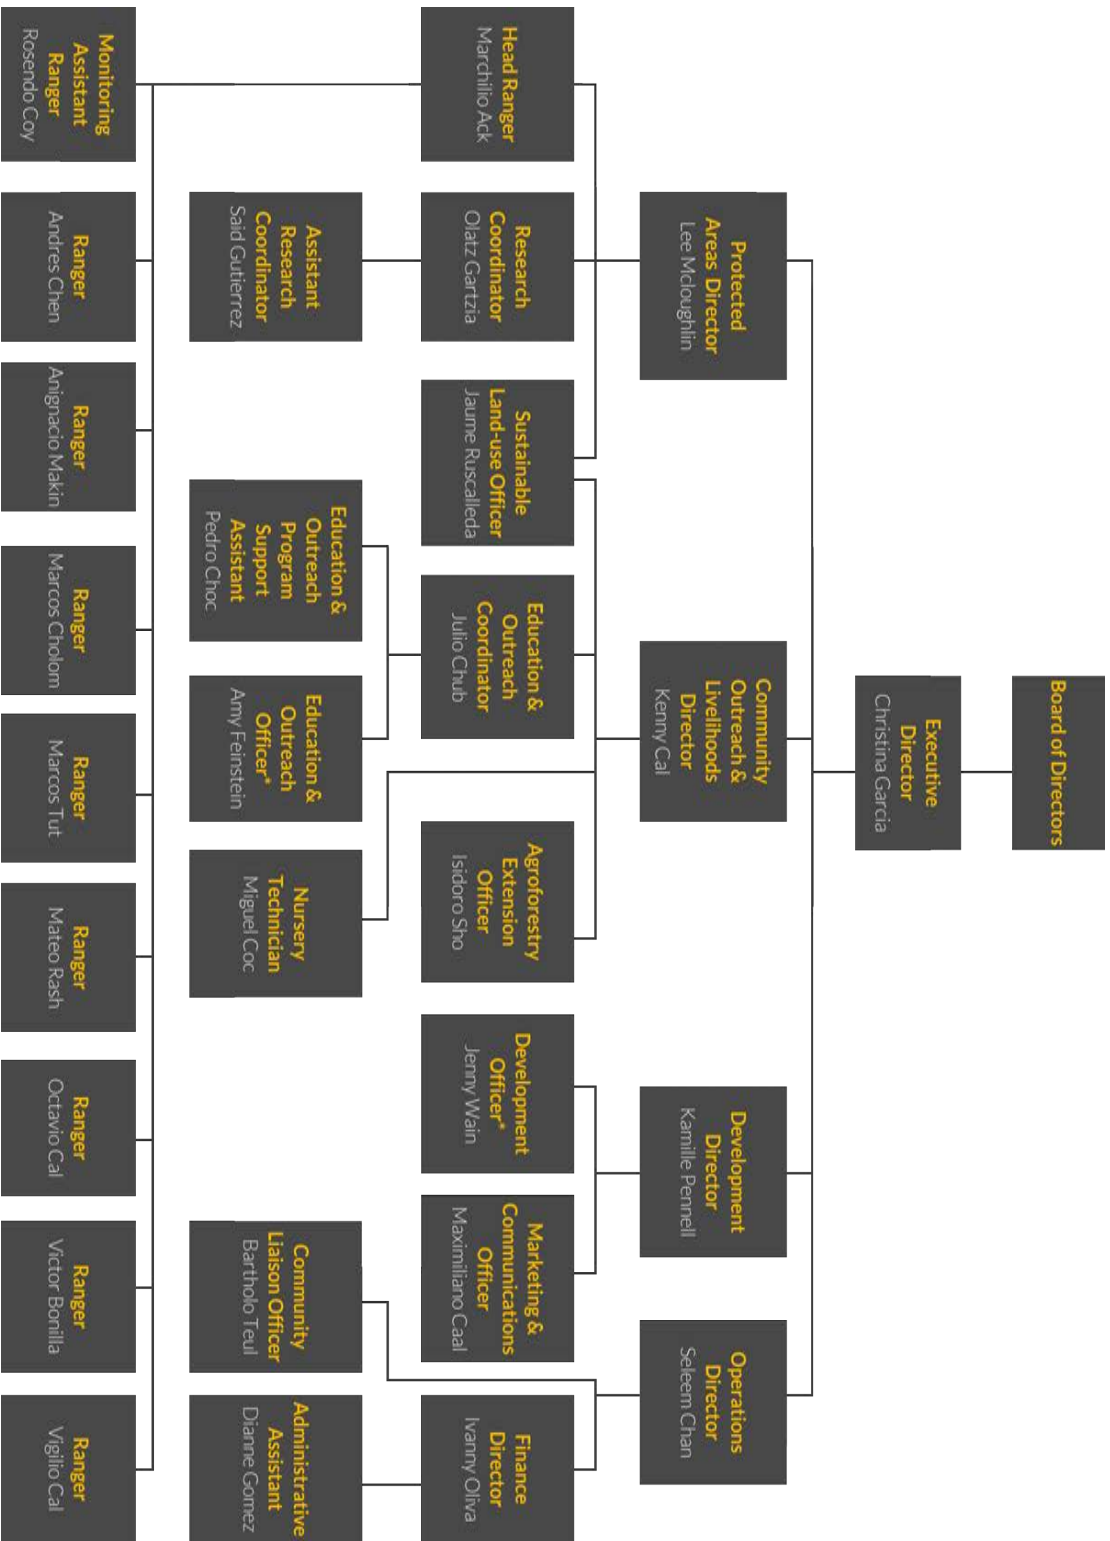 Board of Directors
Executive
Director
Christina Garcia
Protected
Areas Director
Lee Mcloughlin
Community
Outreach &
Livelihoods
Director
Kenny Cal
Development
Director
Kamille Pennell
Operations
Director
Seleem Chan
Head Ranger
Marchilio Ack
Research
Coordinator
Olatz Gartzia
Sustainable
Land-use Officer
Jaume Ruscalleda
Education &
Outreach
Coordinator
Julio Chub
Agroforestry
Extension
Officer
Isidoro Sho
Development
Officer*
Jenny Wain
Marketing &
Communications
Officer
Maximiliano Caal
Finance
Director
Ivanny Oliva
Assistant
Research
Coordinator
Said Gutierrez
Education &
Outreach
Program
Support
Assistant
Pedro Choc
Education &
Outreach
Officer*
Amy Feinstein
Nursery
Technician
Miguel Coc
Community
Liaison Officer
Bartholo Teul
Administrative
Assistant
Dianne Gomez
Monitoring
Assistant
Ranger
Rosendo Coy
Ranger
Andres Chen
Ranger
Anignacio Makin
Ranger
Marcos Cholom
Ranger
Marcos Tut
Ranger
Mateo Rash
Ranger
Octavio Cal
Ranger
Victor Bonilla
Ranger
Vigilio Cal